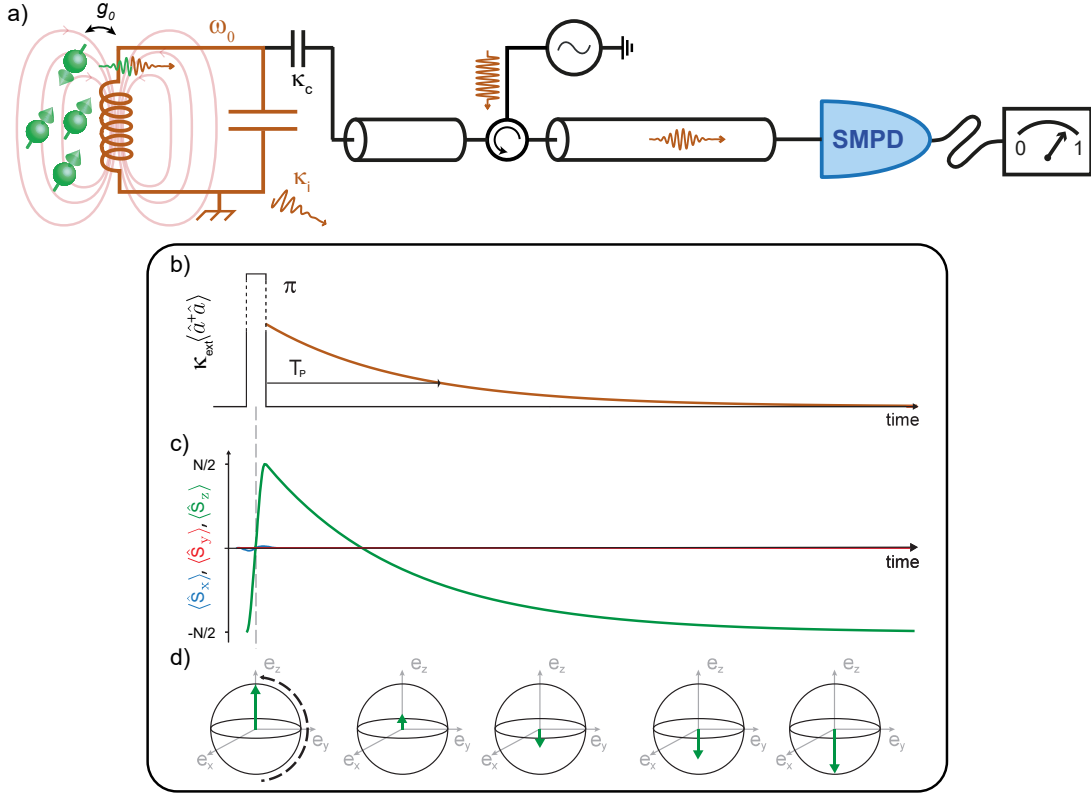 a)
g₀
ω₀
κc
κi
SMPD
0 1
b)
κext⟨â⁺â⟩
π
TP
time
c)
⟨Ŝx⟩, ⟨Ŝy⟩, ⟨Ŝz⟩
N/2
time
-N/2
d)
ez ez ez ez ez
ey ey ey ey ey
ex ex ex ex ex